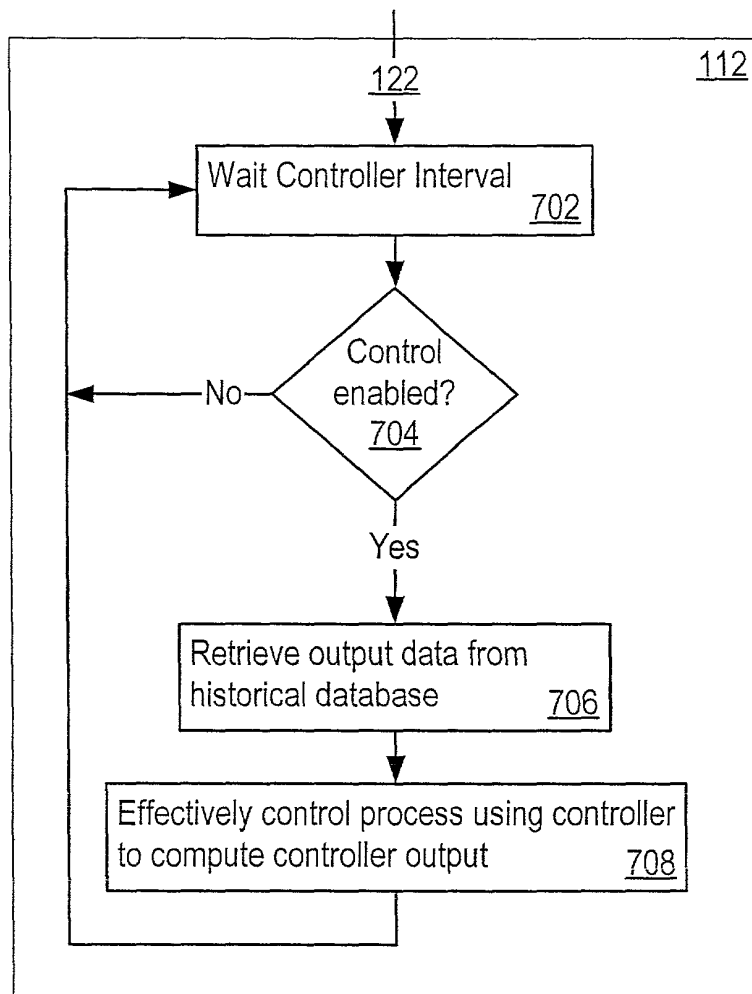 112
122
Wait Controller Interval
702
Control
enabled?
704
No
Yes
Retrieve output data from
historical database
706
Effectively control process using controller
to compute controller output
708